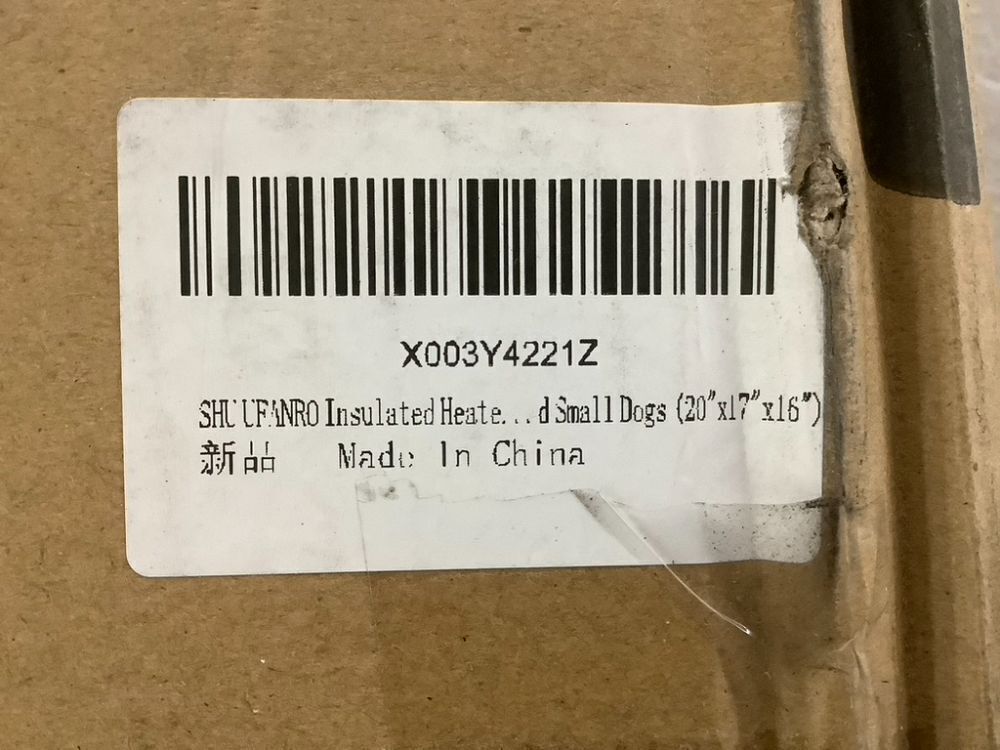 X003Y4221Z
Insulated Heate...d Small Dogs (20"x17"x16")
新品 Made In China